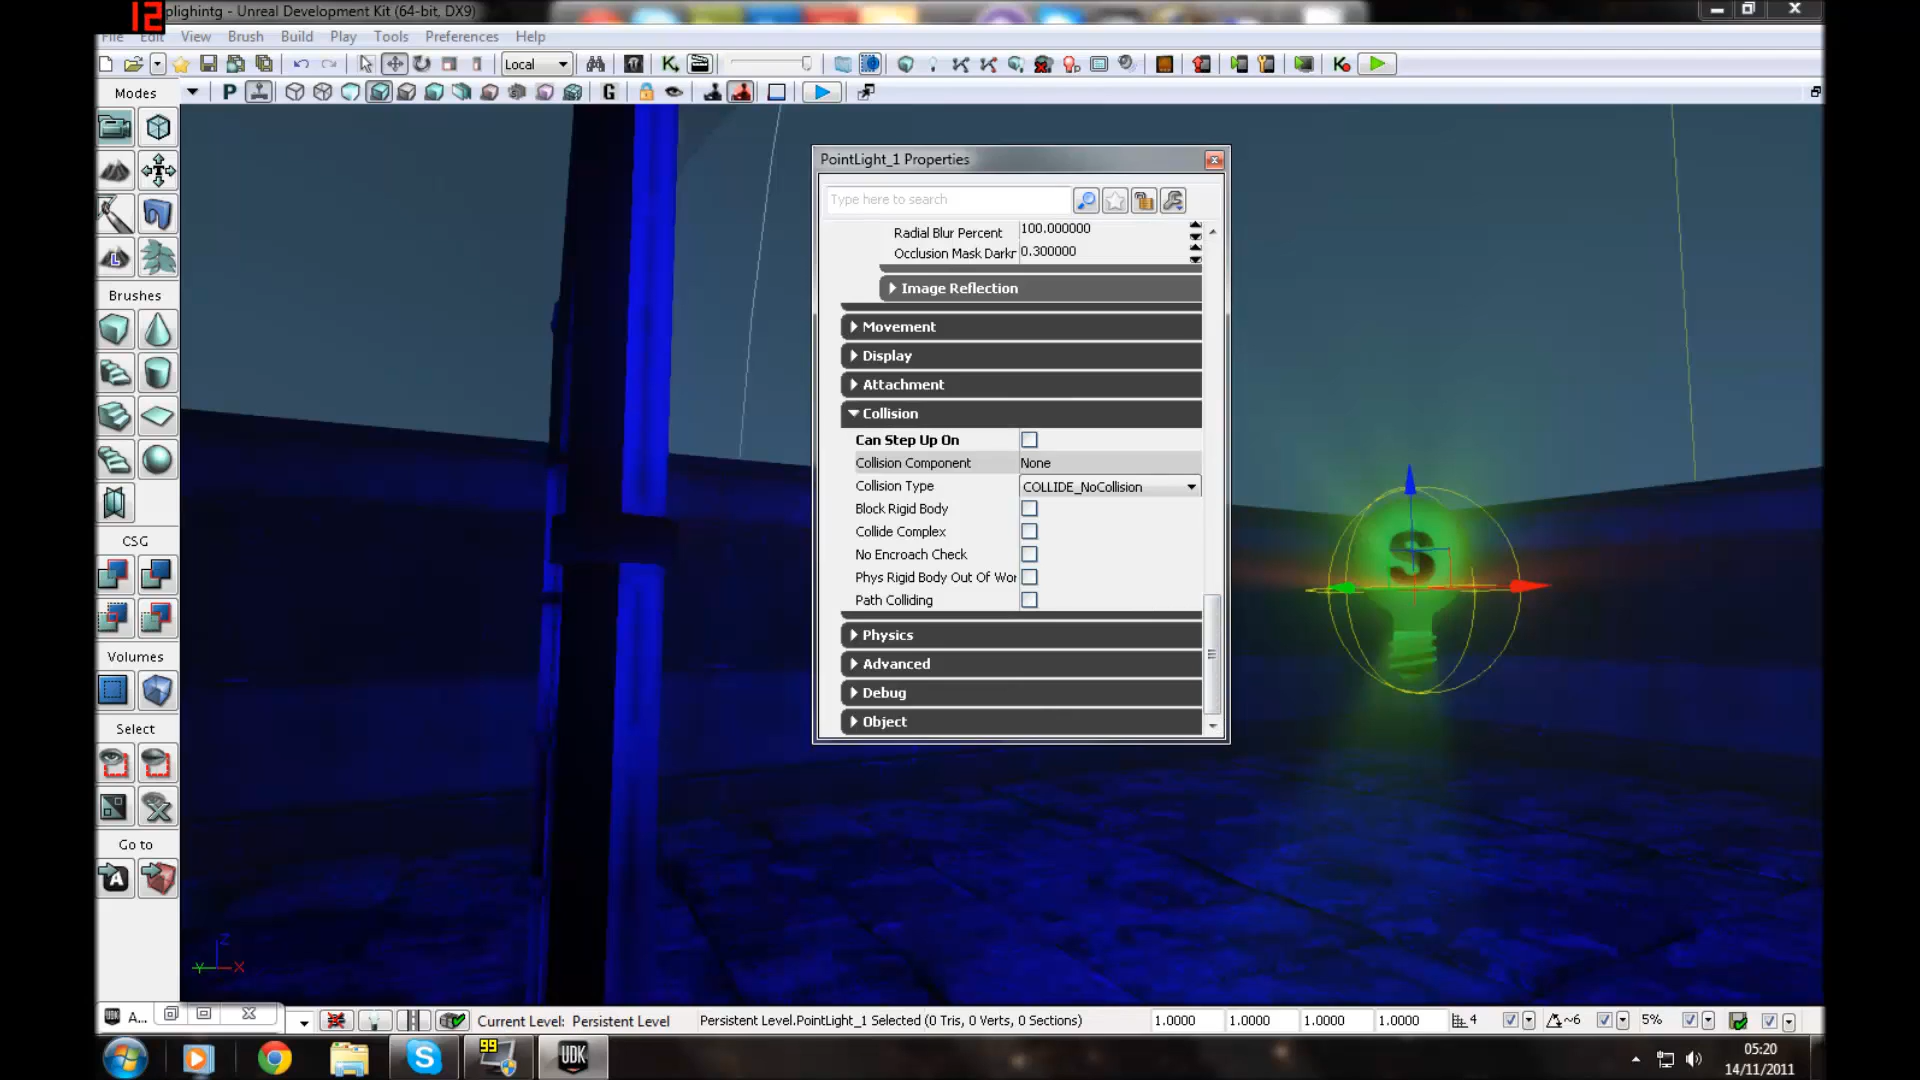 12
plighintg - Unreal Development Kit (64-bit, DX9)
File Edit View Brush Build Play Tools Preferences Help
Local
G
P
Modes
Brushes
CSG
Volumes
Select
Go to
PointLight_1 Properties
Type here to search
Radial Blur Percent 100.000000
Occlusion Mask Darkr 0.300000
Image Reflection
Movement
Display
Attachment
Collision
Can Step Up On
Collision Component None
Collision Type COLLIDE_NoCollision
Block Rigid Body
Collide Complex
No Encroach Check
Phys Rigid Body Out Of Wor
Path Colliding
Physics
Advanced
Debug
Object
S
Z
Y X
A...
Current Level: Persistent Level
Persistent Level.PointLight_1 Selected (0 Tris, 0 Verts, 0 Sections)
1.0000 1.0000 1.0000 1.0000
4
~6
5%
99
UDK
05:20
14/11/2011